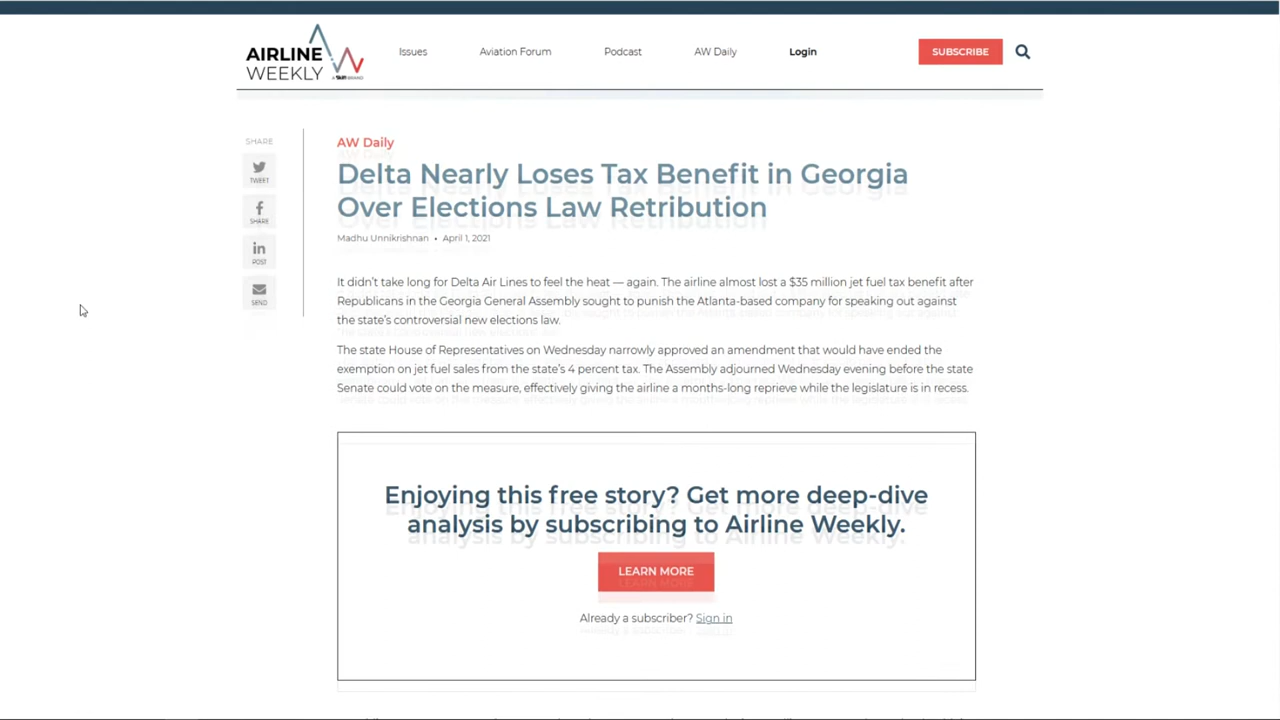 AIRLINE
WEEKLY
A Skift BRAND
Issues
Aviation Forum
Podcast
AW Daily
Login
SUBSCRIBE
SHARE
TWEET
SHARE
POST
SEND
AW Daily
Delta Nearly Loses Tax Benefit in Georgia
Over Elections Law Retribution
Madhu Unnikrishnan • April 1, 2021
It didn't take long for Delta Air Lines to feel the heat — again. The airline almost lost a $35 million jet fuel tax benefit after
Republicans in the Georgia General Assembly sought to punish the Atlanta-based company for speaking out against
the state's controversial new elections law.
The state House of Representatives on Wednesday narrowly approved an amendment that would have ended the
exemption on jet fuel sales from the state's 4 percent tax. The Assembly adjourned Wednesday evening before the state
Senate could vote on the measure, effectively giving the airline a months-long reprieve while the legislature is in recess.
Enjoying this free story? Get more deep-dive
analysis by subscribing to Airline Weekly.
LEARN MORE
Already a subscriber? Sign in